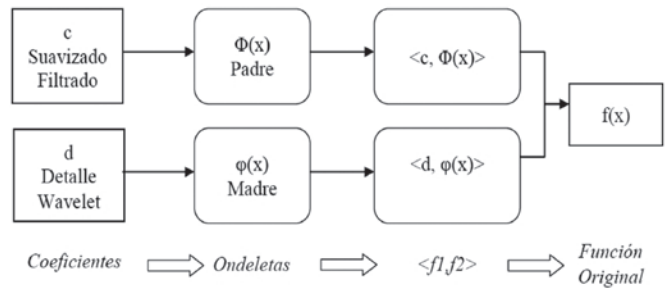 c
Suavizado
Filtrado
Φ(x)
Padre
<c, Φ(x)>
f(x)
d
Detalle
Wavelet
φ(x)
Madre
<d, φ(x)>
Coeficientes
Ondeletas
<f1,f2>
Función
Original